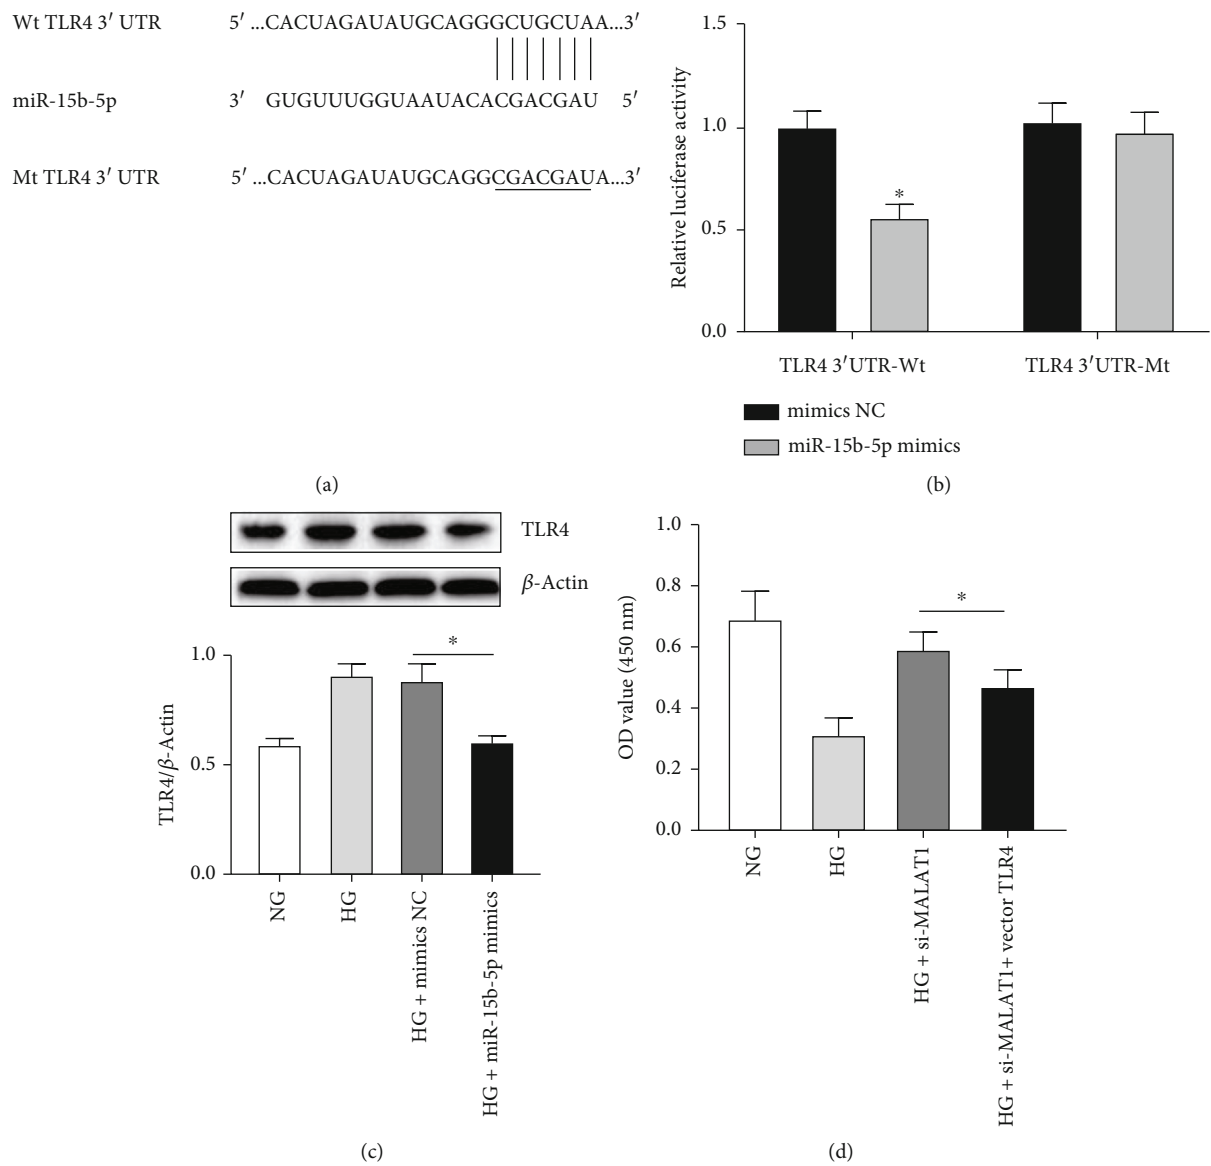 Wt TLR4 3′ UTR 5′ ...CACUAGAUAUGCAGGGCUGCUAA...3′
miR-15b-5p 3′ GUGUUUGGUAAUACACGACGAU 5′
Mt TLR4 3′ UTR 5′ ...CACUAGAUAUGCAGGCGACGAUA...3′
(a)
Relative luciferase activity
1.5
1.0
0.5
0.0
*
TLR4 3′UTR-Wt TLR4 3′UTR-Mt
mimics NC
miR-15b-5p mimics
(b)
TLR4
β-Actin
TLR4/β-Actin
1.0
0.5
0.0
*
NG
HG
HG + mimics NC
HG + miR-15b-5p mimics
(c)
OD value (450 nm)
1.0
0.8
0.6
0.4
0.2
0.0
*
NG
HG
HG + si-MALAT1
HG + si-MALAT1+ vector TLR4
(d)